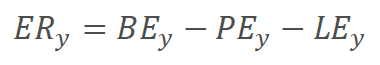 ER_y = BE_y − PE_y − LE_y